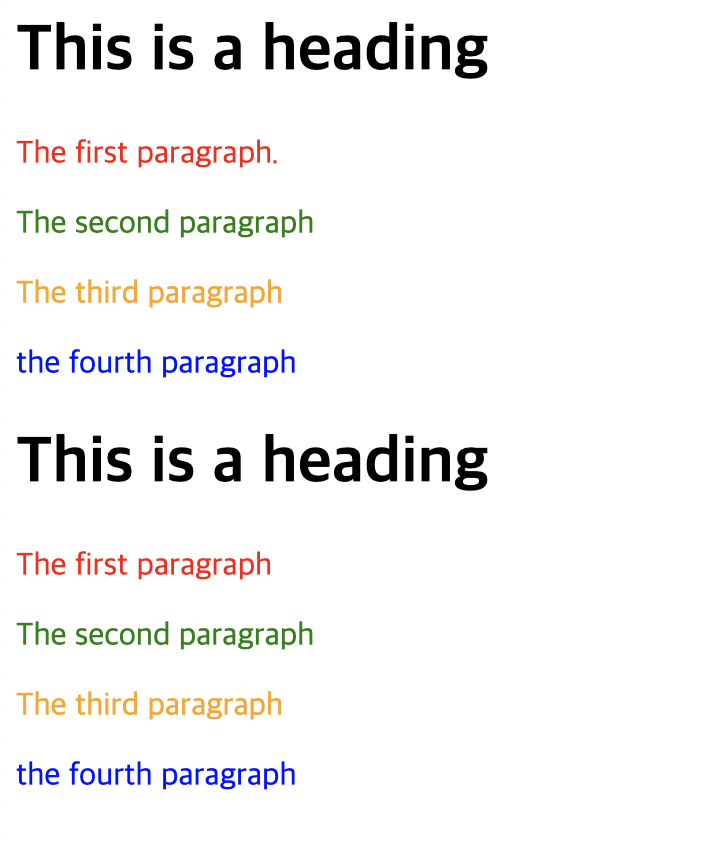 This is a heading
The first paragraph.
The second paragraph
The third paragraph
the fourth paragraph
This is a heading
The first paragraph
The second paragraph
The third paragraph
the fourth paragraph